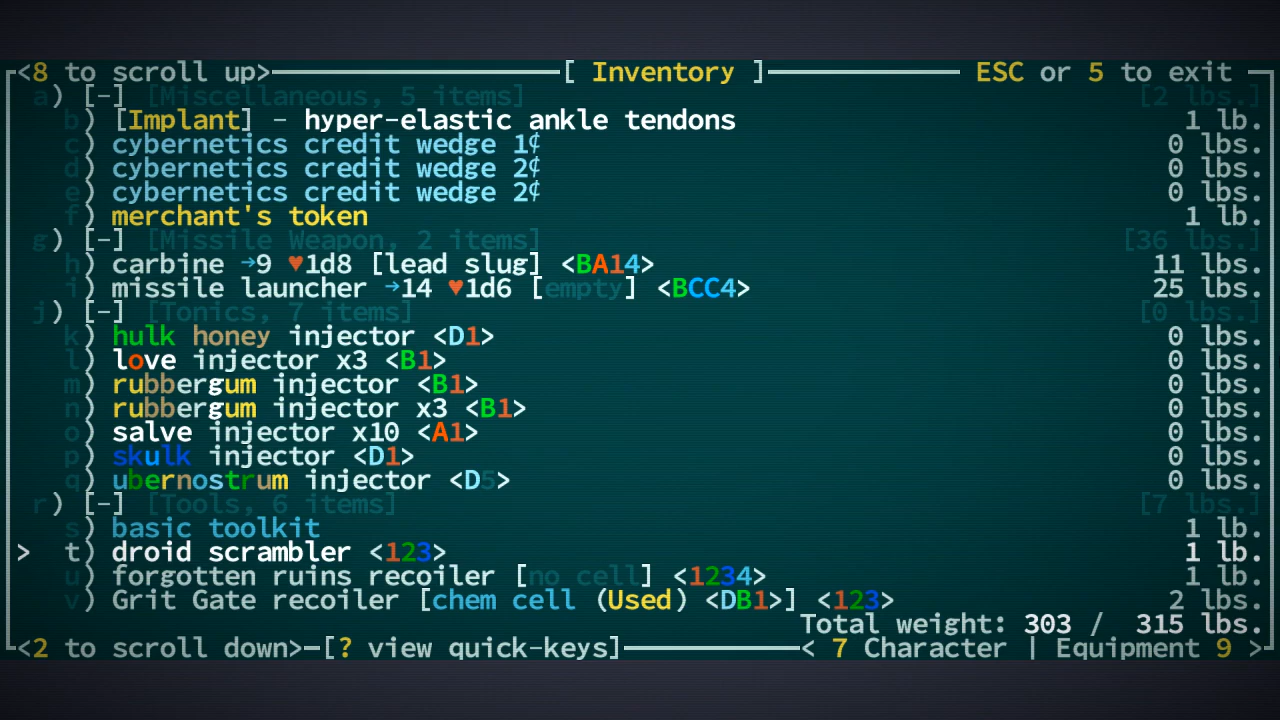 <8 to scroll up> [ Inventory ] ESC or 5 to exit
a) [-] [Miscellaneous, 5 items] [2 lbs.]
b) [Implant] - hyper-elastic ankle tendons 1 lb.
c) cybernetics credit wedge 1¢ 0 lbs.
d) cybernetics credit wedge 2¢ 0 lbs.
e) cybernetics credit wedge 2¢ 0 lbs.
f) merchant's token 1 lb.
g) [-] [Missile Weapon, 2 items] [36 lbs.]
h) carbine →9 ♥1d8 [lead slug] <BA14> 11 lbs.
i) missile launcher →14 ♥1d6 [empty] <BCC4> 25 lbs.
j) [-] [Tonics, 7 items] [0 lbs.]
k) hulk honey injector <D1> 0 lbs.
l) love injector x3 <B1> 0 lbs.
m) rubbergum injector <B1> 0 lbs.
n) rubbergum injector x3 <B1> 0 lbs.
o) salve injector x10 <A1> 0 lbs.
p) skulk injector <D1> 0 lbs.
q) ubernostrum injector <D5> 0 lbs.
r) [-] [Tools, 6 items] [7 lbs.]
s) basic toolkit 1 lb.
> t) droid scrambler <123> 1 lb.
u) forgotten ruins recoiler [no cell] <1234> 1 lb.
v) Grit Gate recoiler [chem cell (Used) <DB1>] <123> 2 lbs.
Total weight: 303 / 315 lbs.
<2 to scroll down> [? view quick-keys] < 7 Character | Equipment 9 >